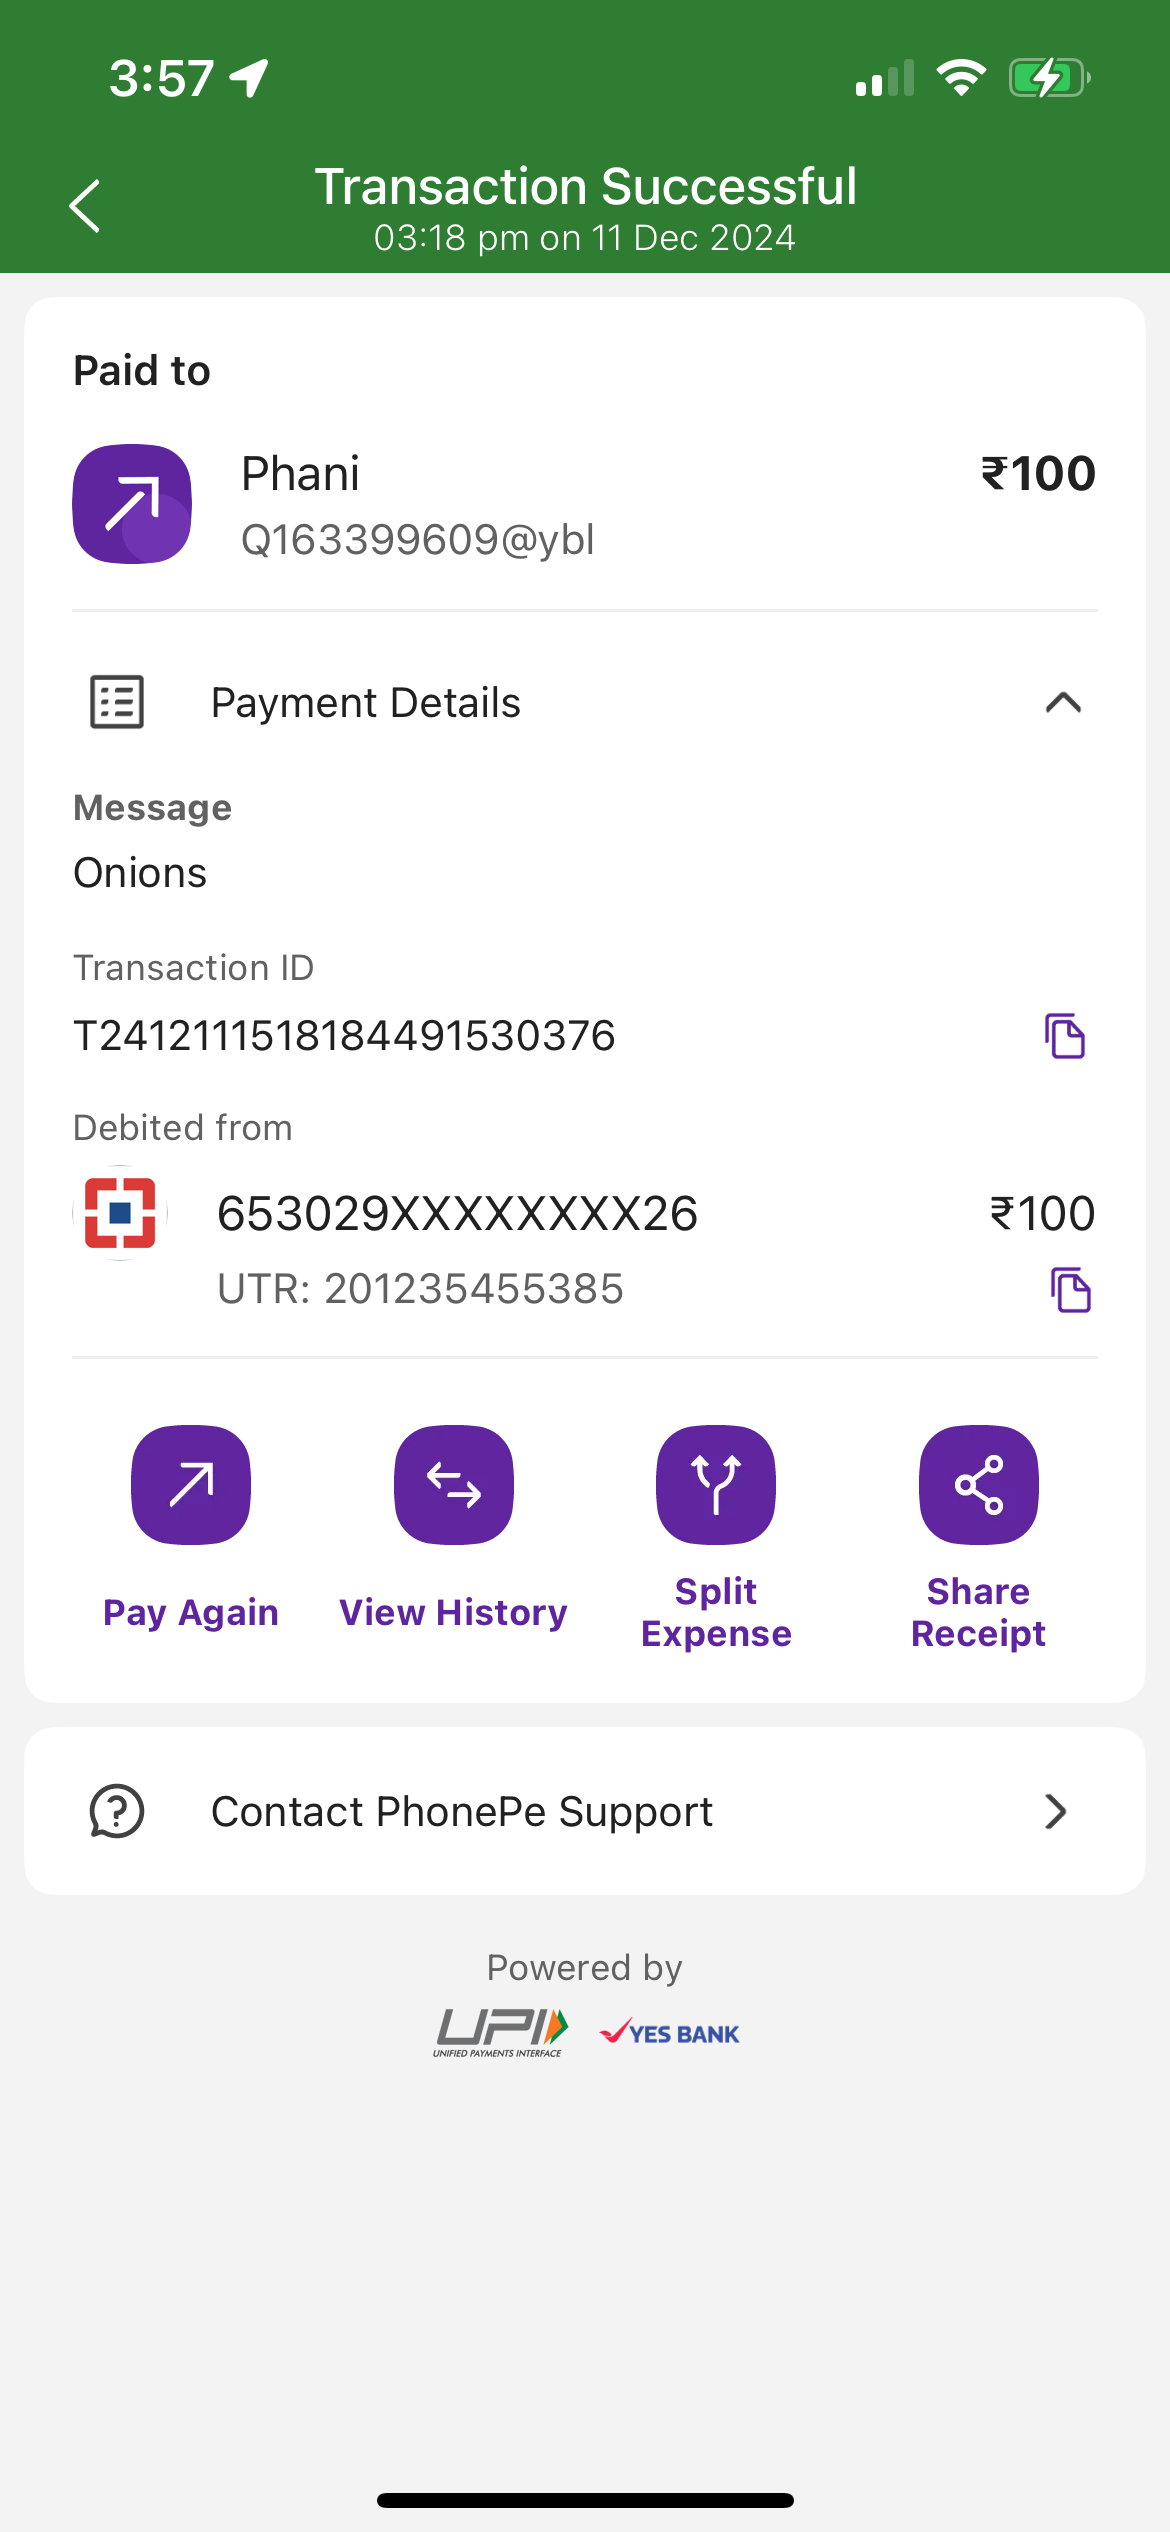 3:57
Transaction Successful
03:18 pm on 11 Dec 2024
Paid to
Phani
₹100
Q163399609@ybl
Payment Details
Message
Onions
Transaction ID
T2412111518184491530376
Debited from
653029XXXXXXXX26
₹100
UTR: 201235455385
Pay Again
View History
Split
Expense
Share
Receipt
Contact PhonePe Support
Powered by
UPI
UNIFIED PAYMENTS INTERFACE
YES BANK